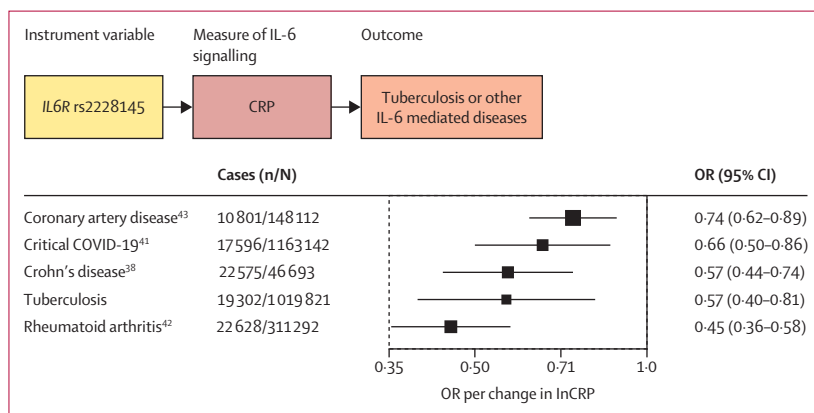 Instrument variable Measure of IL-6 signalling Outcome
IL6R rs2228145 CRP Tuberculosis or other IL-6 mediated diseases
Cases (n/N) OR (95% CI)
Coronary artery disease43 10 801/148 112 0·74 (0·62–0·89)
Critical COVID-1941 17 596/1163 142 0·66 (0·50–0·86)
Crohn's disease38 22 575/46 693 0·57 (0·44–0·74)
Tuberculosis 19 302/1 019 821 0·57 (0·40–0·81)
Rheumatoid arthritis42 22 628/311 292 0·45 (0·36–0·58)
0·35 0·50 0·71 1·0
OR per change in lnCRP